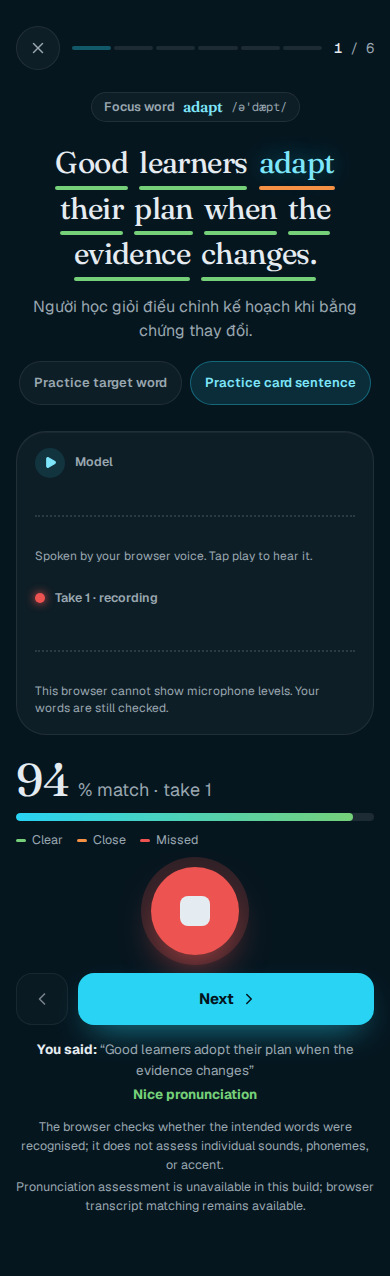 1 / 6
Focus word adapt /əˈdæpt/
Good learners adapt
their plan when the
evidence changes.
Người học giỏi điều chỉnh kế hoạch khi bằng
chứng thay đổi.
Practice target word
Practice card sentence
Model
Spoken by your browser voice. Tap play to hear it.
Take 1 · recording
This browser cannot show microphone levels. Your
words are still checked.
94 % match · take 1
Clear Close Missed
Next
You said: “Good learners adopt their plan when the
evidence changes”
Nice pronunciation
The browser checks whether the intended words were
recognised; it does not assess individual sounds, phonemes,
or accent.
Pronunciation assessment is unavailable in this build; browser
transcript matching remains available.